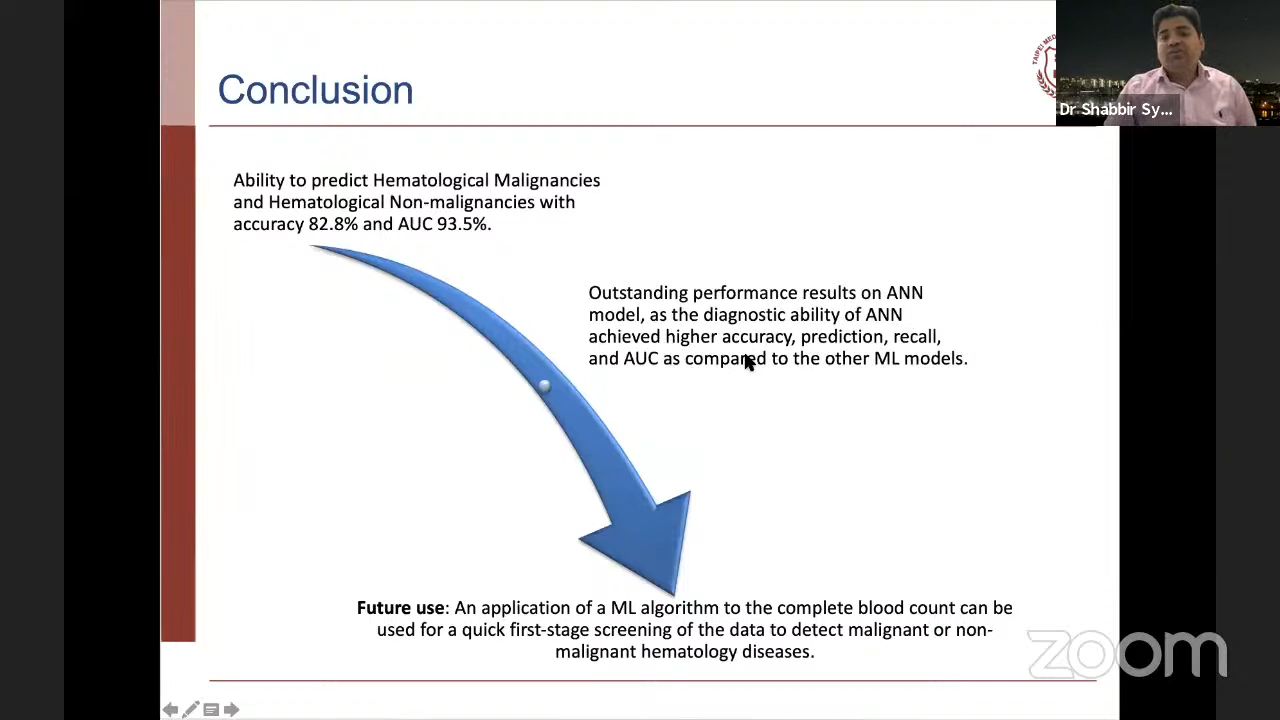 Conclusion
Dr Shabbir Sy...
Ability to predict Hematological Malignancies
and Hematological Non-malignancies with
accuracy 82.8% and AUC 93.5%.
Outstanding performance results on ANN
model, as the diagnostic ability of ANN
achieved higher accuracy, prediction, recall,
and AUC as compared to the other ML models.
Future use: An application of a ML algorithm to the complete blood count can be
used for a quick first-stage screening of the data to detect malignant or non-
malignant hematology diseases.
zoom